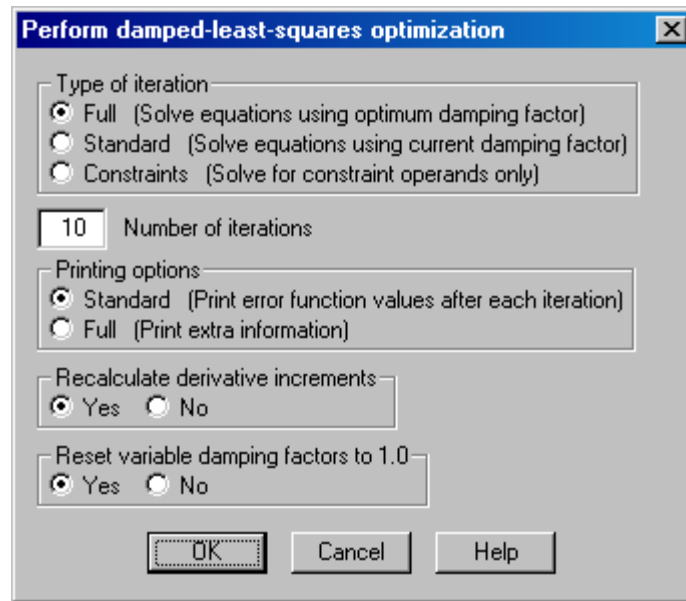 Perform damped-least-squares optimization
Type of iteration
Full (Solve equations using optimum damping factor)
Standard (Solve equations using current damping factor)
Constraints (Solve for constraint operands only)
10 Number of iterations
Printing options
Standard (Print error function values after each iteration)
Full (Print extra information)
Recalculate derivative increments
Yes No
Reset variable damping factors to 1.0
Yes No
OK Cancel Help